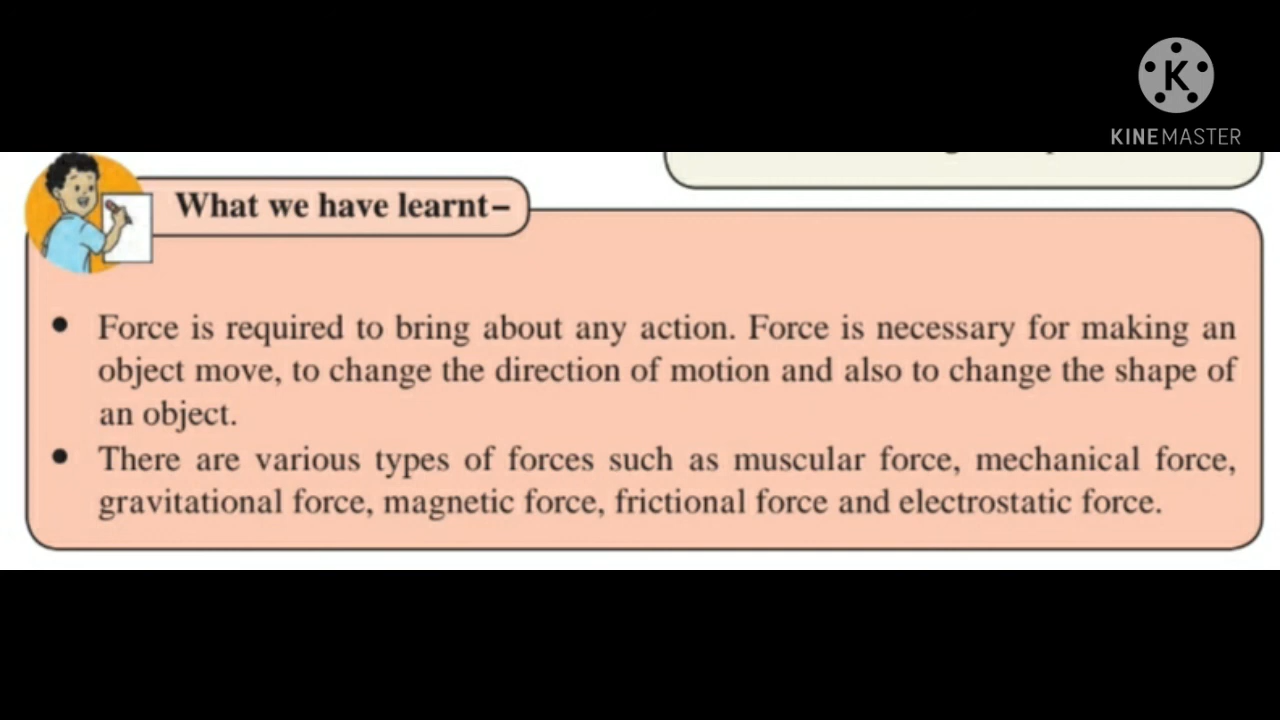 K
KINEMASTER
What we have learnt–
• Force is required to bring about any action. Force is necessary for making an
object move, to change the direction of motion and also to change the shape of
an object.
• There are various types of forces such as muscular force, mechanical force,
gravitational force, magnetic force, frictional force and electrostatic force.